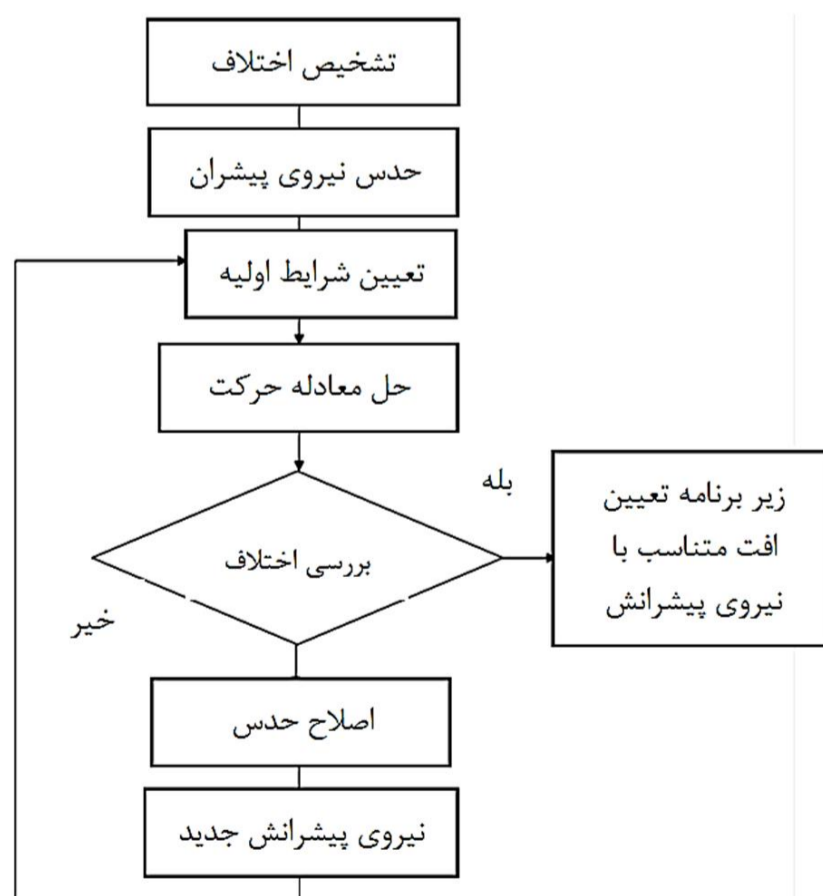 تشخیص اختلاف
حدس نیروی پیشران
تعیین شرایط اولیه
حل معادله حرکت
بله
زیر برنامه تعیین
افت متناسب با
نیروی پیشرانش
بررسی اختلاف
خیر
اصلاح حدس
نیروی پیشرانش جدید